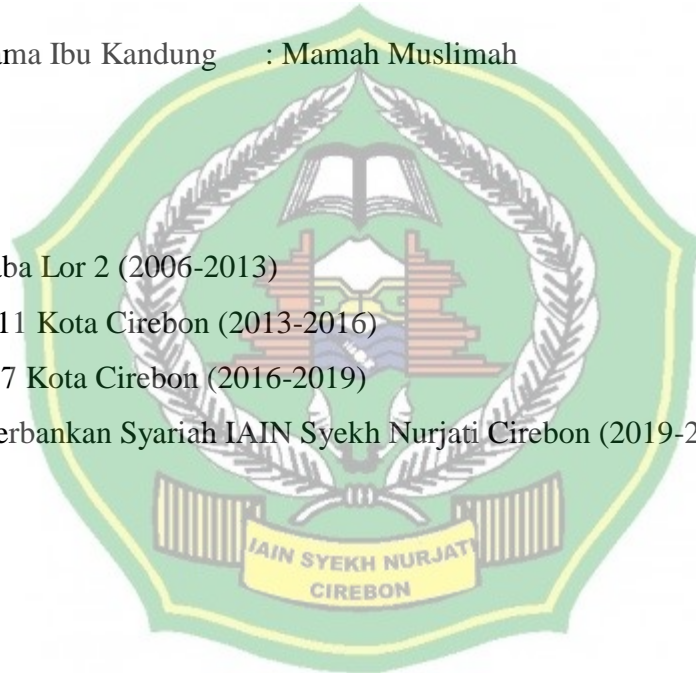 ama Ibu Kandung : Mamah Muslimah
aba Lor 2 (2006-2013)
11 Kota Cirebon (2013-2016)
7 Kota Cirebon (2016-2019)
erbankan Syariah IAIN Syekh Nurjati Cirebon (2019-2
IAIN SYEKH NURJATI
CIREBON